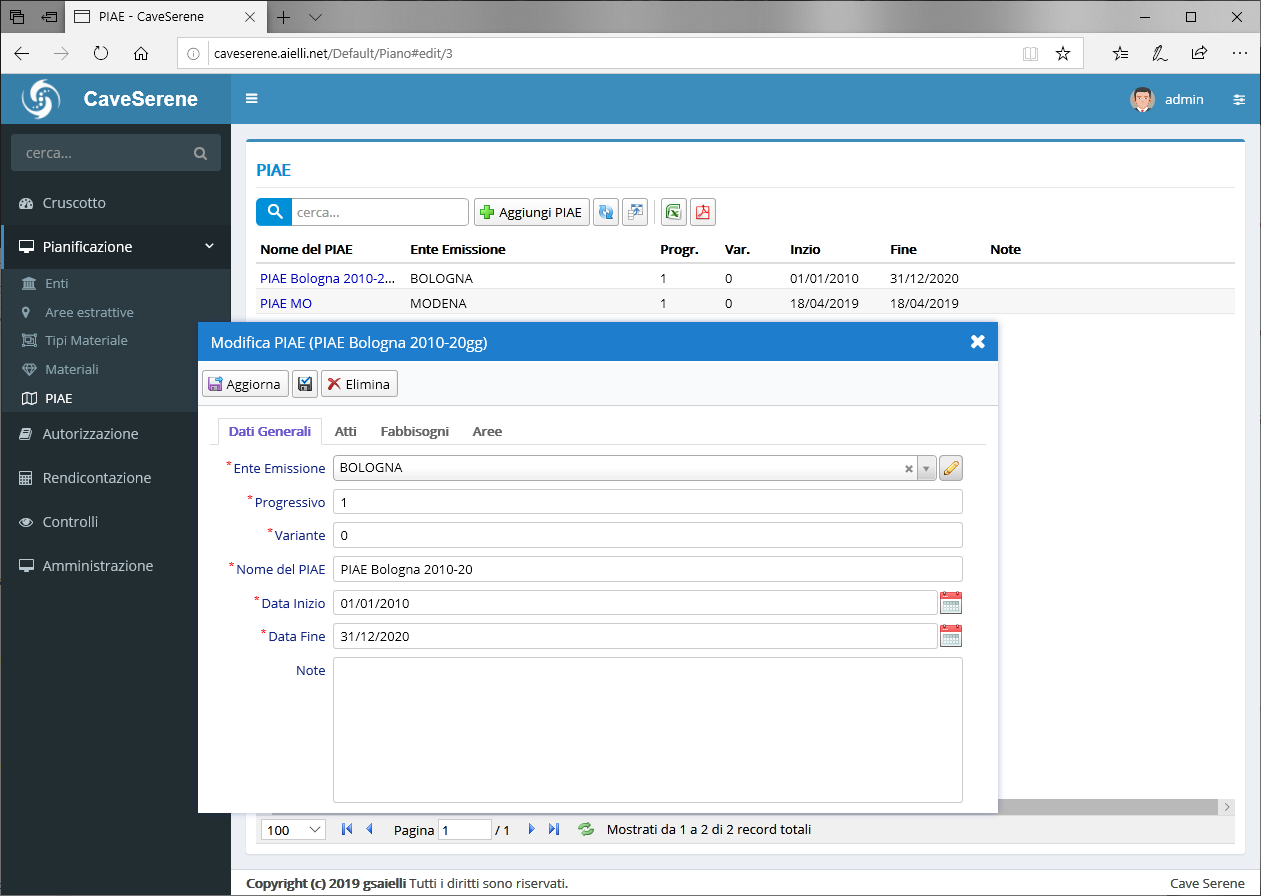 PIAE - CaveSerene
caveserene.aielli.net/Default/Piano#edit/3
CaveSerene
admin
cerca...
Cruscotto
Pianificazione
Enti
Aree estrattive
Tipi Materiale
Materiali
PIAE
Autorizzazione
Rendicontazione
Controlli
Amministrazione
PIAE
cerca... Aggiungi PIAE
Nome del PIAE Ente Emissione Progr. Var. Inzio Fine Note
PIAE Bologna 2010-2... BOLOGNA 1 0 01/01/2010 31/12/2020
PIAE MO MODENA 1 0 18/04/2019 18/04/2019
Modifica PIAE (PIAE Bologna 2010-20gg)
Aggiorna Elimina
Dati Generali Atti Fabbisogni Aree
*Ente Emissione BOLOGNA
*Progressivo 1
*Variante 0
*Nome del PIAE PIAE Bologna 2010-20
*Data Inizio 01/01/2010
*Data Fine 31/12/2020
Note
100 Pagina 1 / 1 Mostrati da 1 a 2 di 2 record totali
Copyright (c) 2019 gsaielli Tutti i diritti sono riservati. Cave Serene